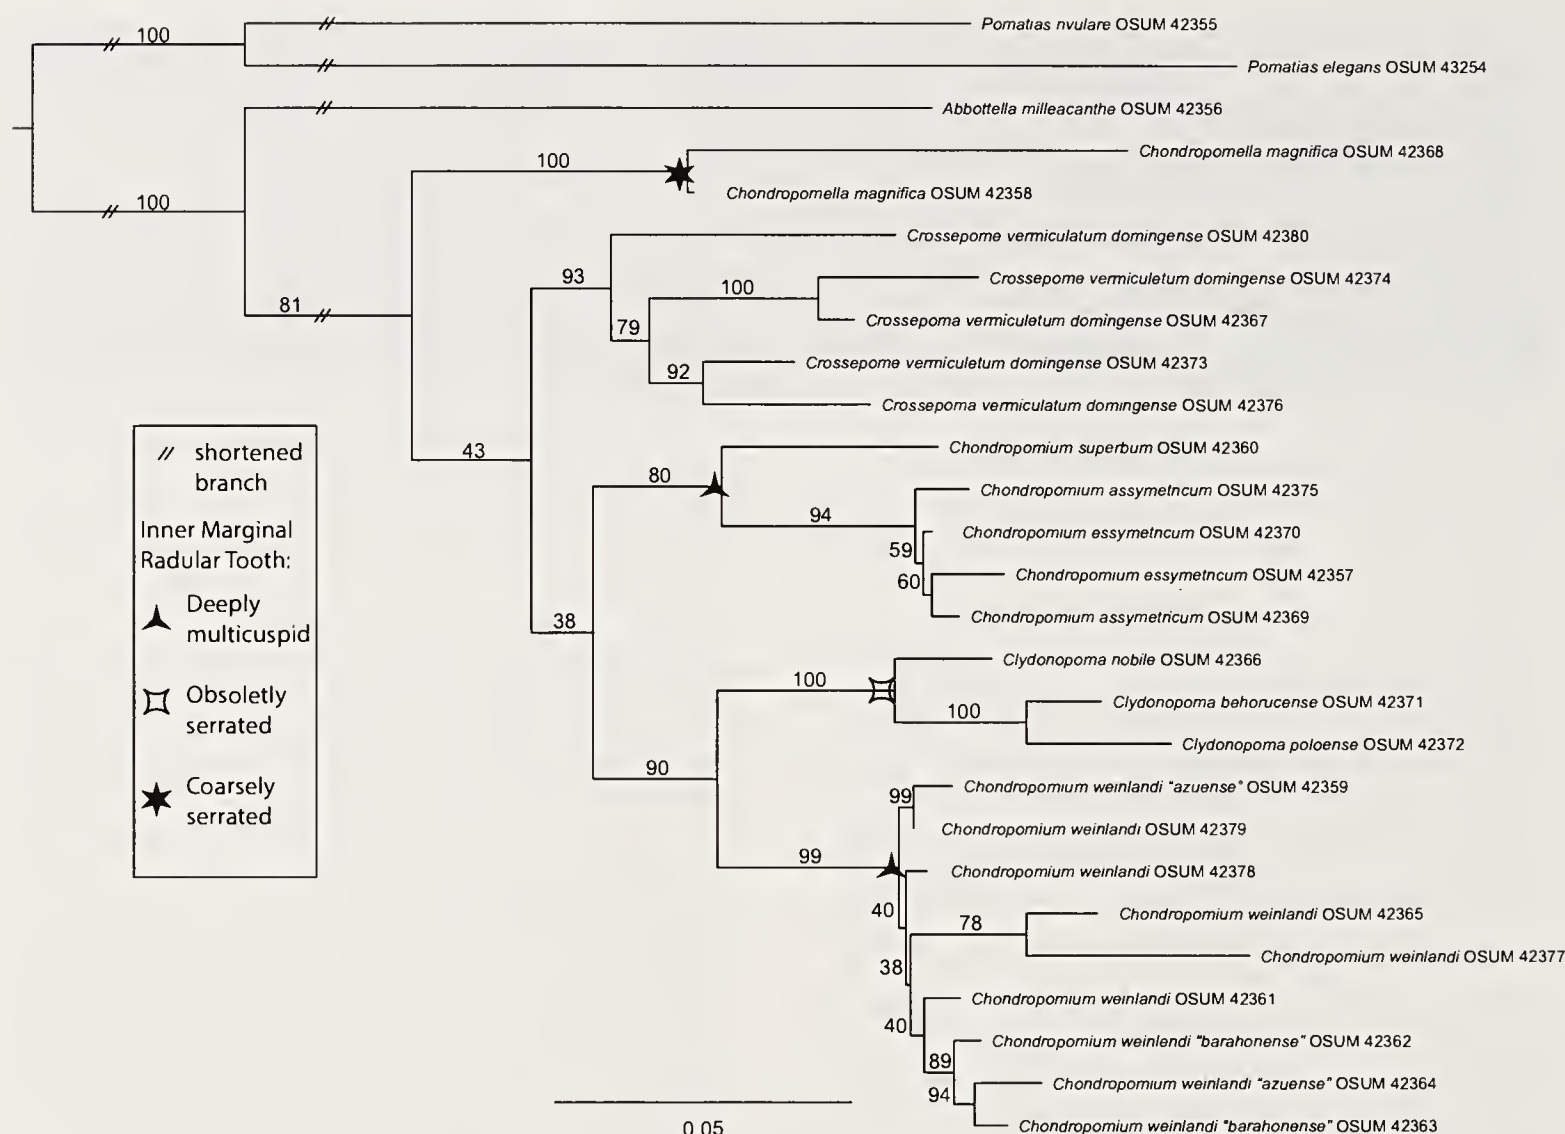 100
Pomatias nvulare OSUM 42355
Pomatias elegans OSUM 43254
Abbottella milleacanthe OSUM 42356
100
100
Chondropomella magnifica OSUM 42368
Chondropomella magnifica OSUM 42358
81
93
Crossepome vermiculatum domingense OSUM 42380
100
Crossepome vermiculetum domingense OSUM 42374
Crossepoma vermiculetum domingense OSUM 42367
79
92
Crossepome vermiculetum domingense OSUM 42373
Crossepoma vermiculatum domingense OSUM 42376
43
80
Chondropomium superbum OSUM 42360
94
Chondropomium assymetncum OSUM 42375
Chondropomium essymetncum OSUM 42370
59
Chondropomium essymetncum OSUM 42357
60
Chondropomium assymetricum OSUM 42369
38
100
Clydonopoma nobile OSUM 42366
100
Clydonopoma behorucense OSUM 42371
Clydonopoma poloense OSUM 42372
90
99
Chondropomium weinlandi "azuense" OSUM 42359
Chondropomium weinlandi OSUM 42379
99
Chondropomium weinlandi OSUM 42378
40
78
Chondropomium weinlandi OSUM 42365
Chondropomium weinlandi OSUM 42377
38
Chondropomium weinlandi OSUM 42361
40
Chondropomium weinlendi "barahonense" OSUM 42362
89
Chondropomium weinlandi "azuense" OSUM 42364
94
Chondropomium weinlandi "barahonense" OSUM 42363
// shortened
branch
Inner Marginal
Radular Tooth:
Deeply
multicuspid
Obsoletly
serrated
Coarsely
serrated
0.05